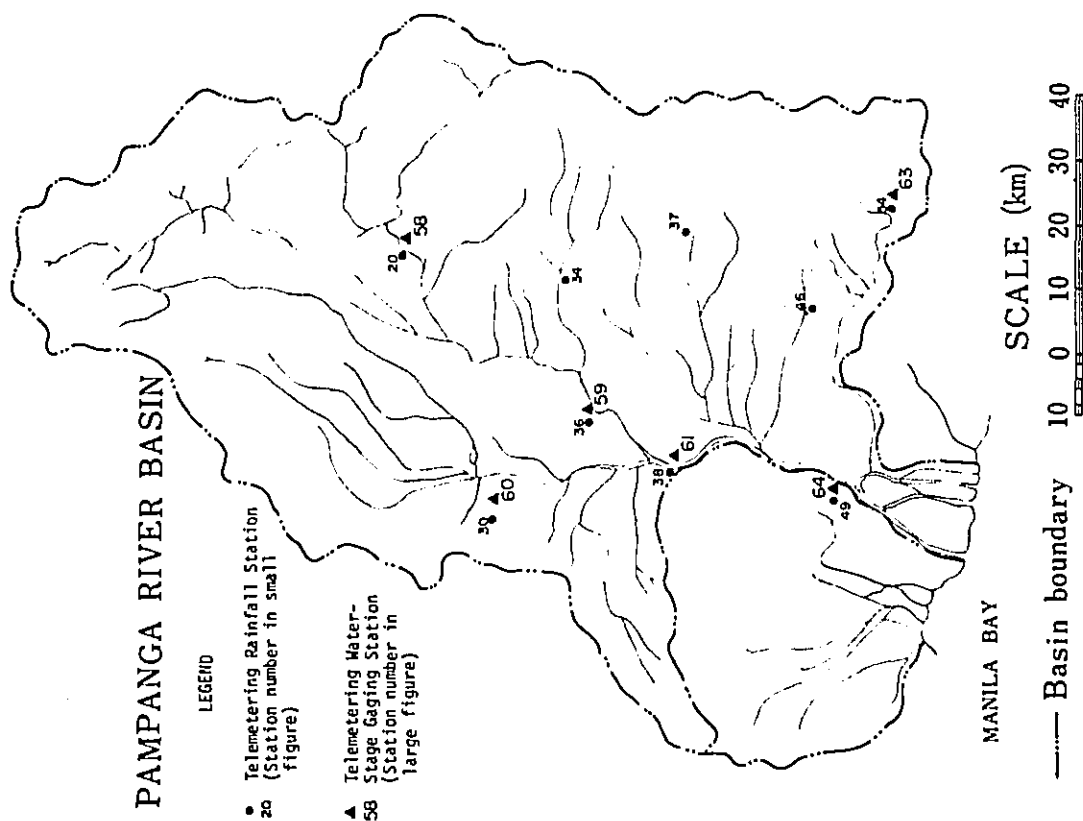 PAMPANGA RIVER BASIN
LEGEND
20 Telemetering Rainfall Station
(Station number in small
figure)
58 Telemetering Water-
Stage Gaging Station
(Station number in
large figure)
20
58
30
60
34
36
59
37
38
61
46
49
64
63
MANILA BAY
SCALE (km)
10 0 10 20 30 40
Basin boundary